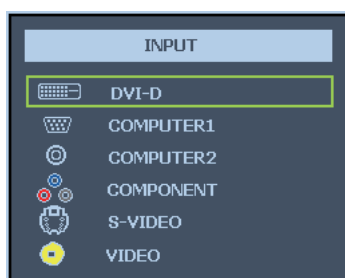 INPUT
DVI-D
COMPUTER1
COMPUTER2
COMPONENT
S-VIDEO
VIDEO